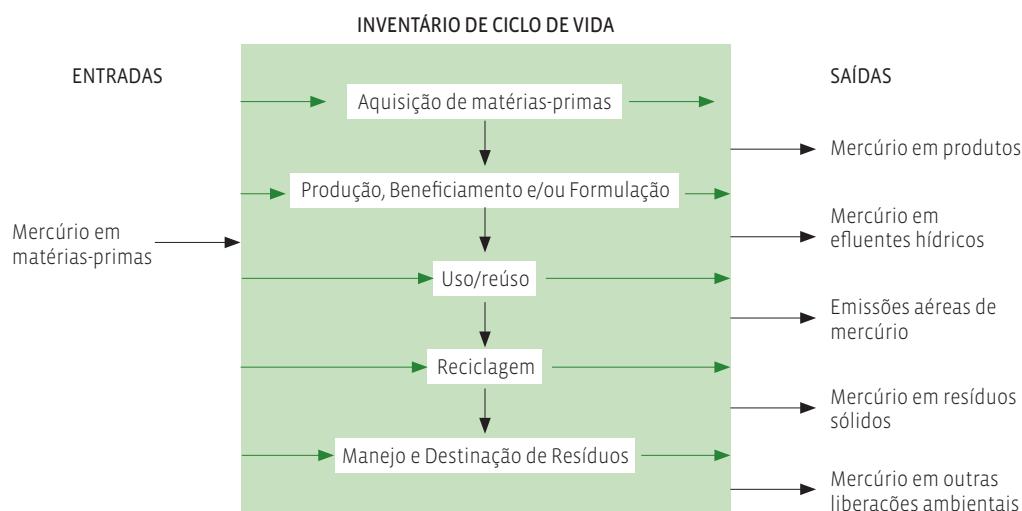 INVENTÁRIO DE CICLO DE VIDA
ENTRADAS
SAÍDAS
Aquisição de matérias-primas
Mercúrio em produtos
Produção, Beneficiamento e/ou Formulação
Mercúrio em
matérias-primas
Mercúrio em
efluentes hídricos
Uso/reúso
Emissões aéreas de
mercúrio
Reciclagem
Mercúrio em resíduos
sólidos
Manejo e Destinação de Resíduos
Mercúrio em outras
liberações ambientais